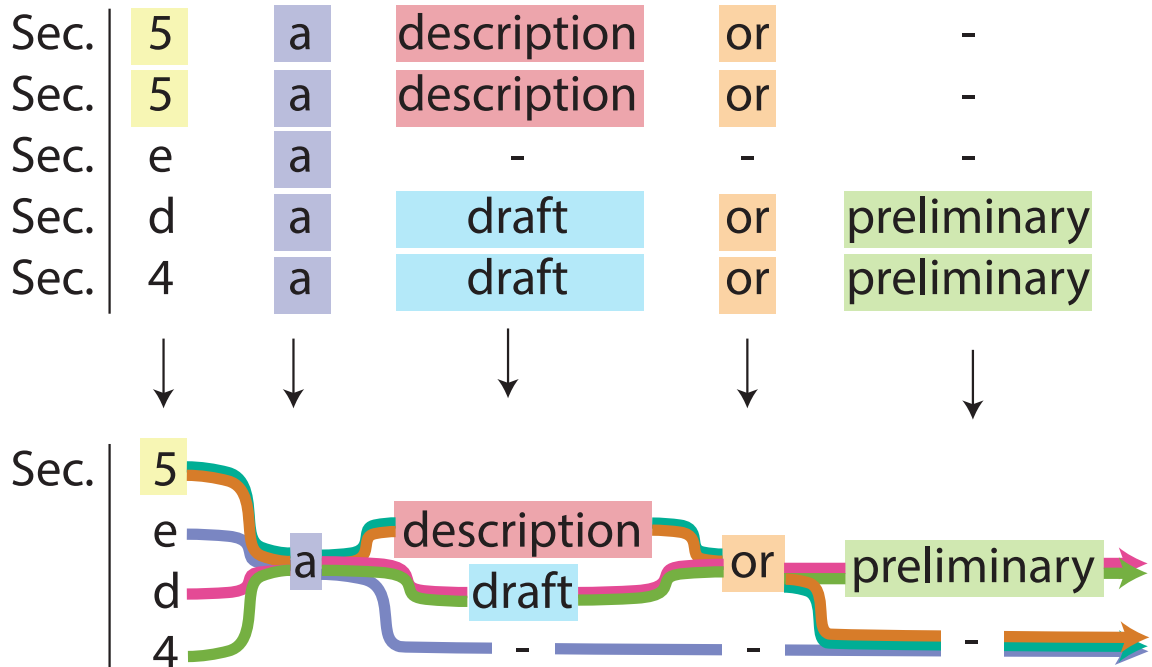 Sec. 5 a description or -
Sec. 5 a description or -
Sec. e a - - -
Sec. d a draft or preliminary
Sec. 4 a draft or preliminary
Sec. 5
e description
a or preliminary
d draft
4 - - -